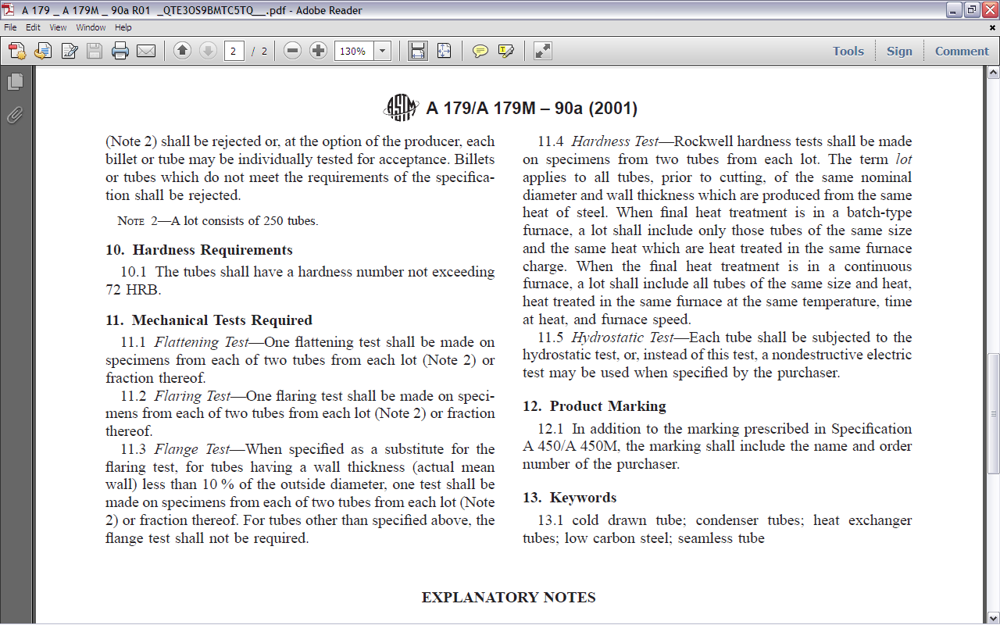 A 179 _ A 179M _ 90a R01 _QTE3OS9BMTC5TQ__.pdf - Adobe Reader
File Edit View Window Help
2 / 2 130% Tools Sign Comment
ASTM A 179/A 179M – 90a (2001)
(Note 2) shall be rejected or, at the option of the producer, each
billet or tube may be individually tested for acceptance. Billets
or tubes which do not meet the requirements of the specifica-
tion shall be rejected.
NOTE 2—A lot consists of 250 tubes.
10. Hardness Requirements
10.1 The tubes shall have a hardness number not exceeding
72 HRB.
11. Mechanical Tests Required
11.1 Flattening Test—One flattening test shall be made on
specimens from each of two tubes from each lot (Note 2) or
fraction thereof.
11.2 Flaring Test—One flaring test shall be made on speci-
mens from each of two tubes from each lot (Note 2) or fraction
thereof.
11.3 Flange Test—When specified as a substitute for the
flaring test, for tubes having a wall thickness (actual mean
wall) less than 10 % of the outside diameter, one test shall be
made on specimens from each of two tubes from each lot (Note
2) or fraction thereof. For tubes other than specified above, the
flange test shall not be required.
11.4 Hardness Test—Rockwell hardness tests shall be made
on specimens from two tubes from each lot. The term lot
applies to all tubes, prior to cutting, of the same nominal
diameter and wall thickness which are produced from the same
heat of steel. When final heat treatment is in a batch-type
furnace, a lot shall include only those tubes of the same size
and the same heat which are heat treated in the same furnace
charge. When the final heat treatment is in a continuous
furnace, a lot shall include all tubes of the same size and heat,
heat treated in the same furnace at the same temperature, time
at heat, and furnace speed.
11.5 Hydrostatic Test—Each tube shall be subjected to the
hydrostatic test, or, instead of this test, a nondestructive electric
test may be used when specified by the purchaser.
12. Product Marking
12.1 In addition to the marking prescribed in Specification
A 450/A 450M, the marking shall include the name and order
number of the purchaser.
13. Keywords
13.1 cold drawn tube; condenser tubes; heat exchanger
tubes; low carbon steel; seamless tube
EXPLANATORY NOTES